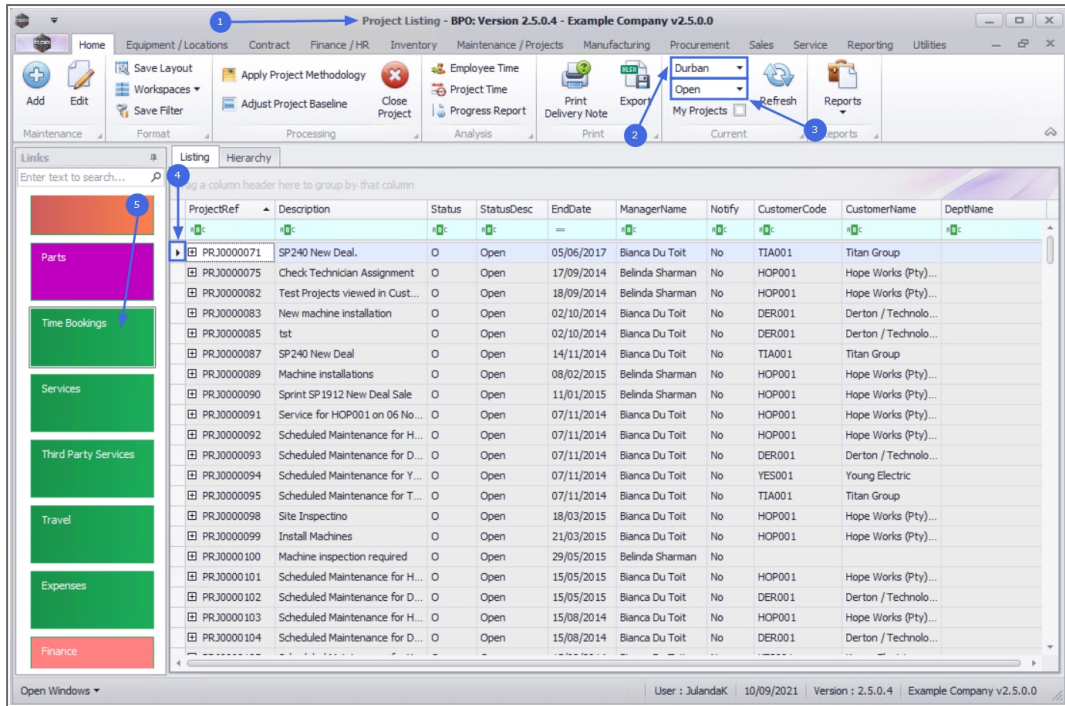 1
Project Listing - BPO: Version 2.5.0.4 - Example Company v2.5.0.0
Home Equipment / Locations Contract Finance / HR Inventory Maintenance / Projects Manufacturing Procurement Sales Service Reporting Utilities
Add
Edit
Maintenance
Save Layout
Workspaces
Save Filter
Format
Apply Project Methodology
Adjust Project Baseline
Close Project
Processing
Employee Time
Project Time
Progress Report
Analysis
Print Delivery Note
Export
Print
2
Durban
Open
My Projects
Refresh
Current
3
Reports
Links
Enter text to search...
5
Parts
Time Bookings
Services
Third Party Services
Travel
Expenses
Finance
Listing Hierarchy
4
a column header here to group by that column
ProjectRef Description Status StatusDesc EndDate ManagerName Notify CustomerCode CustomerName DeptName
PRJ0000071 SP240 New Deal. O Open 05/06/2017 Bianca Du Toit No TIA001 Titan Group
PRJ0000075 Check Technician Assignment O Open 17/09/2014 Belinda Sharman No HOP001 Hope Works (Pty)...
PRJ0000082 Test Projects viewed in Cust... O Open 18/09/2014 Belinda Sharman No HOP001 Hope Works (Pty)...
PRJ0000083 New machine installation O Open 02/10/2014 Bianca Du Toit No DER001 Derton / Technolo...
PRJ0000085 tst O Open 02/10/2014 Bianca Du Toit No DER001 Derton / Technolo...
PRJ0000087 SP240 New Deal O Open 14/11/2014 Bianca Du Toit No TIA001 Titan Group
PRJ0000089 Machine installations O Open 08/02/2015 Bianca Du Toit No HOP001 Hope Works (Pty)...
PRJ0000090 Sprint SP1912 New Deal Sale O Open 11/01/2015 Belinda Sharman No HOP001 Hope Works (Pty)...
PRJ0000091 Service for HOP001 on 06 No... O Open 07/11/2014 Bianca Du Toit No HOP001 Hope Works (Pty)...
PRJ0000092 Scheduled Maintenance for H... O Open 07/11/2014 Bianca Du Toit No HOP001 Hope Works (Pty)...
PRJ0000093 Scheduled Maintenance for D... O Open 07/11/2014 Bianca Du Toit No DER001 Derton / Technolo...
PRJ0000094 Scheduled Maintenance for Y... O Open 07/11/2014 Bianca Du Toit No YES001 Young Electric
PRJ0000095 Scheduled Maintenance for T... O Open 07/11/2014 Bianca Du Toit No TIA001 Titan Group
PRJ0000098 Site Inspectino O Open 18/03/2015 Bianca Du Toit No HOP001 Hope Works (Pty)...
PRJ0000099 Install Machines O Open 21/03/2015 Bianca Du Toit No HOP001 Hope Works (Pty)...
PRJ0000100 Machine inspection required O Open 29/05/2015 Belinda Sharman No
PRJ0000101 Scheduled Maintenance for H... O Open 15/05/2015 Bianca Du Toit No HOP001 Hope Works (Pty)...
PRJ0000102 Scheduled Maintenance for D... O Open 15/05/2015 Bianca Du Toit No DER001 Derton / Technolo...
PRJ0000103 Scheduled Maintenance for H... O Open 15/08/2014 Bianca Du Toit No HOP001 Hope Works (Pty)...
PRJ0000104 Scheduled Maintenance for D... O Open 15/08/2014 Bianca Du Toit No DER001 Derton / Technolo...
Open Windows User : JulandaK 10/09/2021 Version : 2.5.0.4 Example Company v2.5.0.0